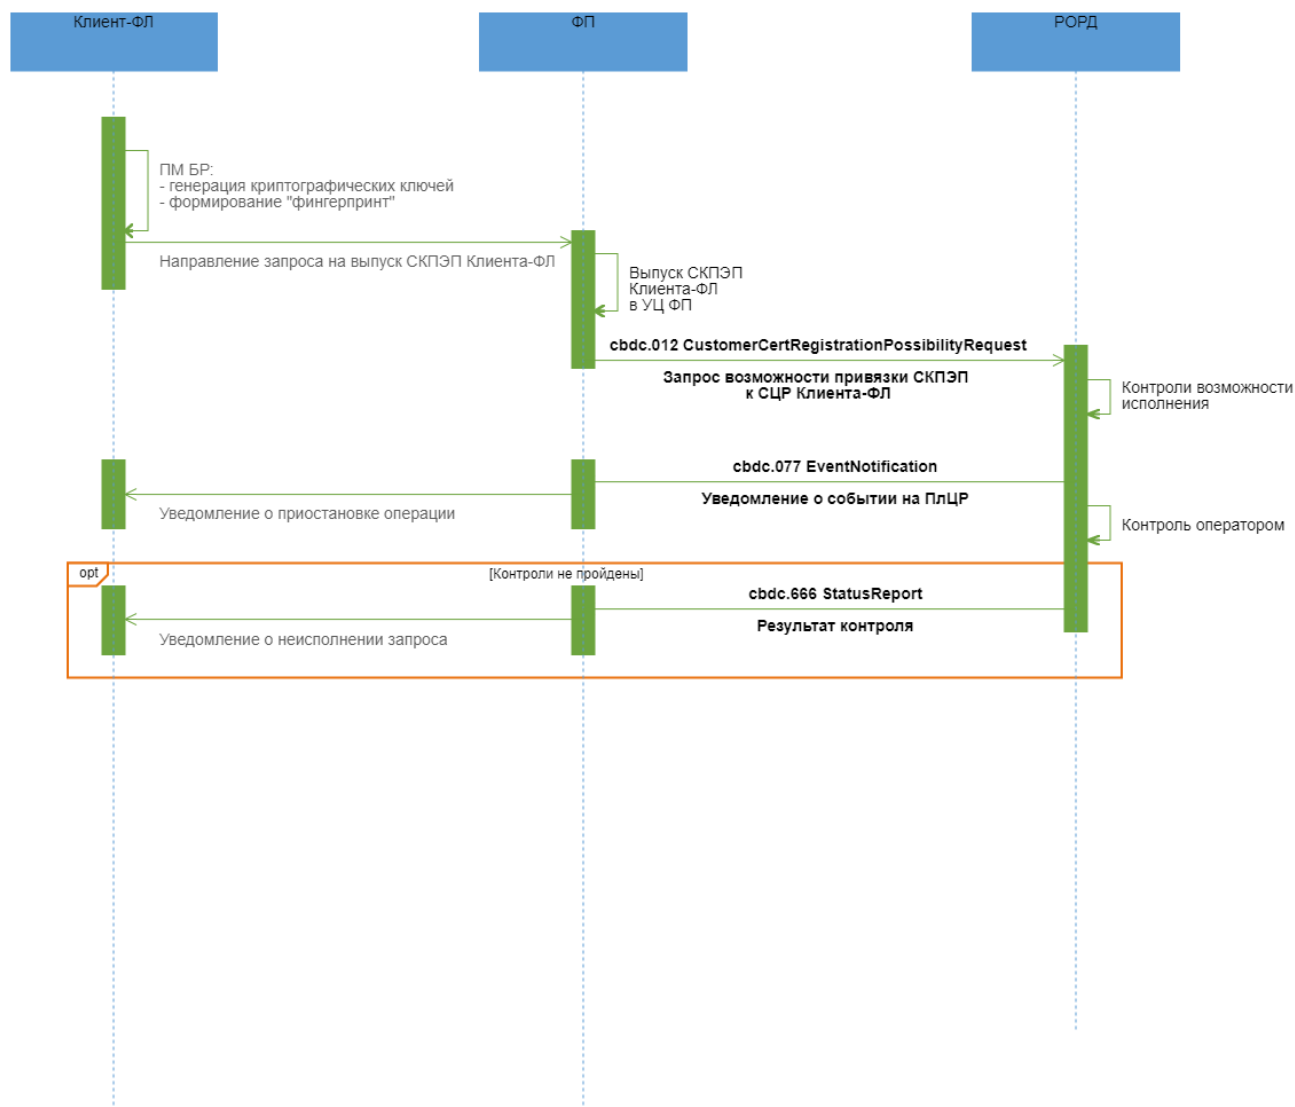 Клиент-ФЛ
ФП
РОРД
ПМ БР:
- генерация криптографических ключей
- формирование "фингерпринт"
Направление запроса на выпуск СКПЭП Клиента-ФЛ
Выпуск СКПЭП
Клиента-ФЛ
в УЦ ФП
cbdc.012 CustomerCertRegistrationPossibilityRequest
Запрос возможности привязки СКПЭП
к СЦР Клиента-ФЛ
Контроли возможности
исполнения
cbdc.077 EventNotification
Уведомление о событии на ПлЦР
Уведомление о приостановке операции
Контроль оператором
opt
[Контроли не пройдены]
cbdc.666 StatusReport
Результат контроля
Уведомление о неисполнении запроса